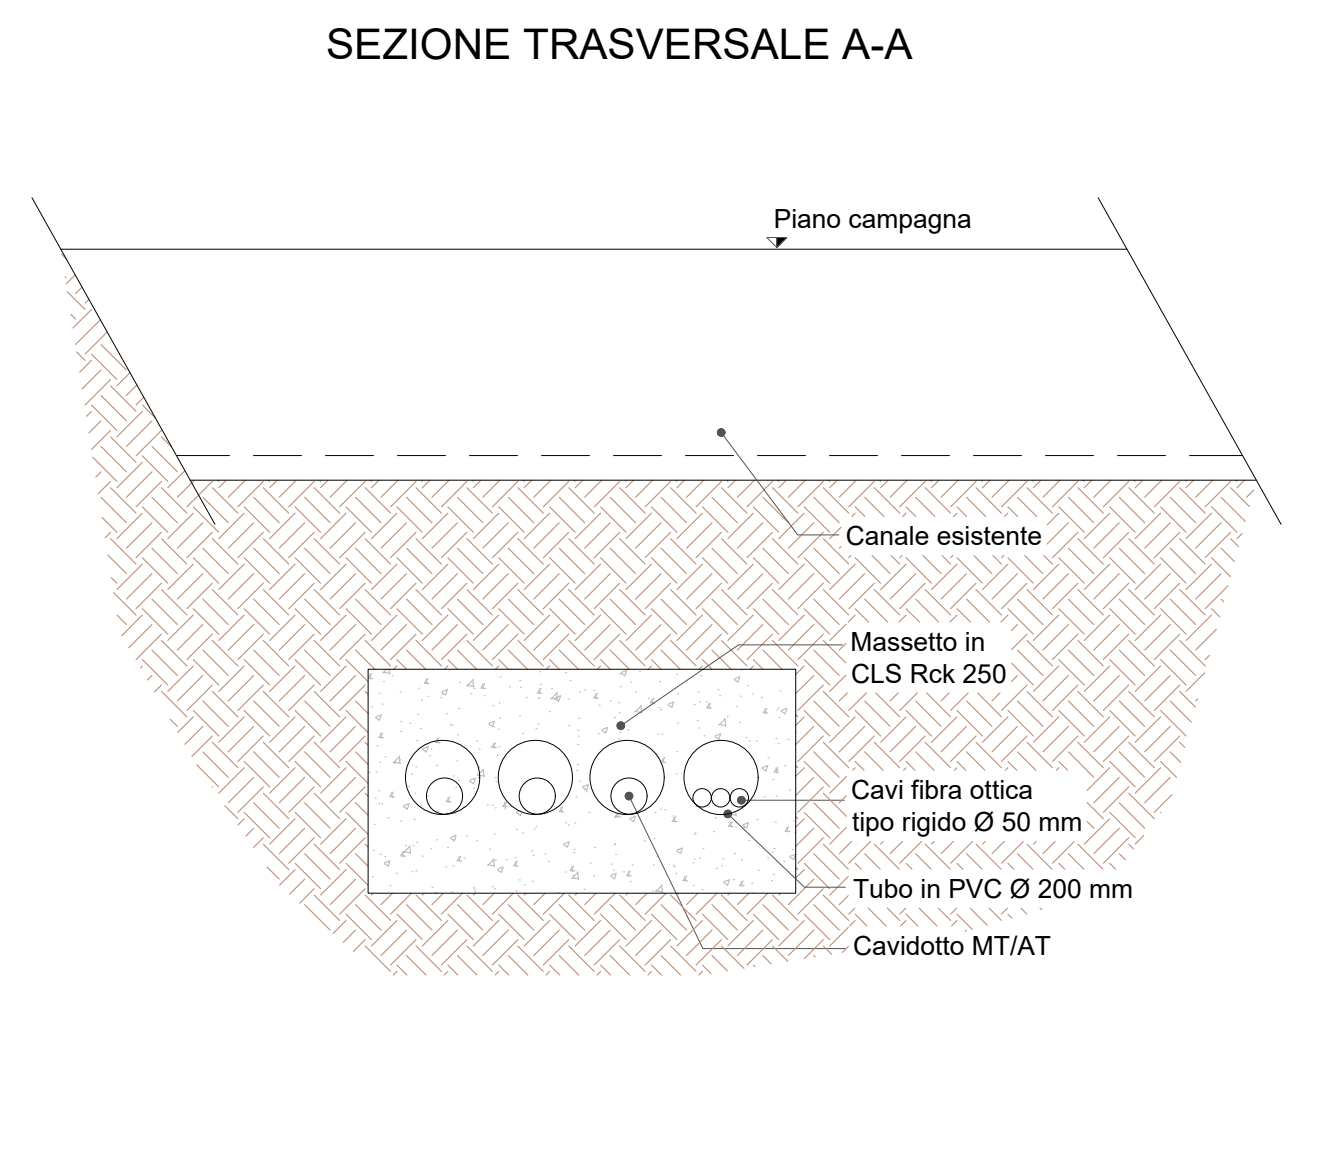 SEZIONE TRASVERSALE A-A
Piano campagna
Canale esistente
Massetto in
CLS Rck 250
Cavi fibra ottica
tipo rigido Ø 50 mm
Tubo in PVC Ø 200 mm
Cavidotto MT/AT